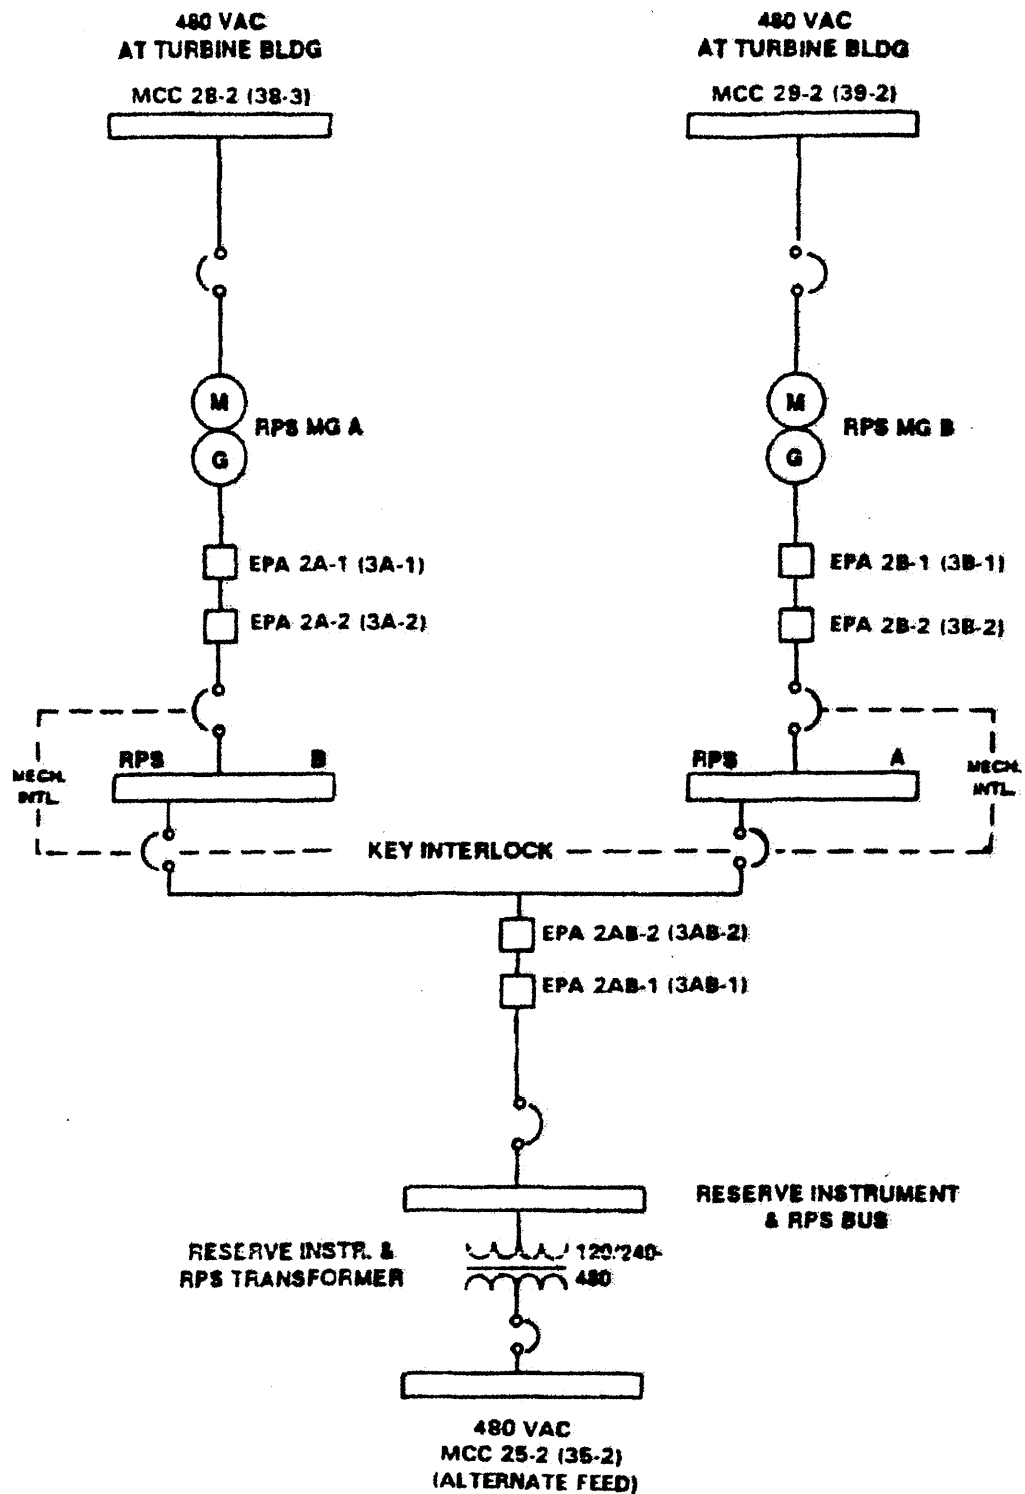 480 VAC
AT TURBINE BLDG
MCC 28-2 (38-3)
480 VAC
AT TURBINE BLDG
MCC 29-2 (39-2)
M
G
RPS MG A
M
G
RPS MG B
EPA 2A-1 (3A-1)
EPA 2A-2 (3A-2)
EPA 2B-1 (3B-1)
EPA 2B-2 (3B-2)
RPS B
RPS A
MECH.
INTL.
MECH.
INTL.
KEY INTERLOCK
EPA 2AB-2 (3AB-2)
EPA 2AB-1 (3AB-1)
RESERVE INSTRUMENT
& RPS BUS
RESERVE INSTR. &
RPS TRANSFORMER
120/240-
480
480 VAC
MCC 25-2 (35-2)
(ALTERNATE FEED)